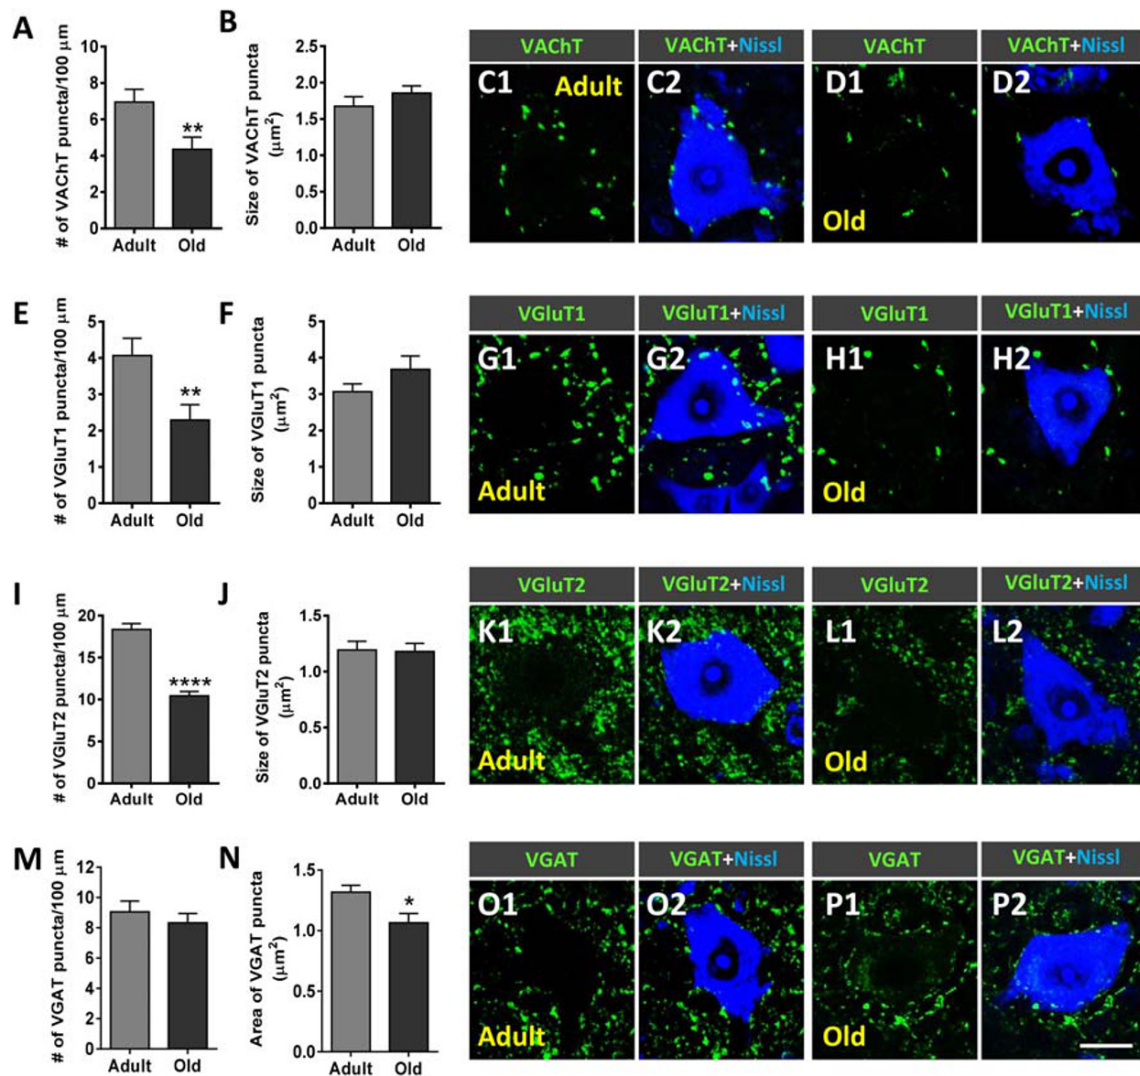 A
# of VAChT puncta/100 μm
10
8
6
4
2
0
**
Adult Old
B
Size of VAChT puncta
(μm²)
2.5
2.0
1.5
1.0
0.5
0.0
Adult Old
VAChT VAChT+Nissl VAChT VAChT+Nissl
C1 Adult C2 D1 Old D2
E
# of VGluT1 puncta/100 μm
5
4
3
2
1
0
**
Adult Old
F
Size of VGluT1 puncta
(μm²)
5
4
3
2
1
0
Adult Old
VGluT1 VGluT1+Nissl VGluT1 VGluT1+Nissl
G1 G2 H1 H2
Adult Old
I
# of VGluT2 puncta/100 μm
20
15
10
5
0
****
Adult Old
J
Size of VGluT2 puncta
(μm²)
1.5
1.0
0.5
0.0
Adult Old
VGluT2 VGluT2+Nissl VGluT2 VGluT2+Nissl
K1 K2 L1 L2
Adult Old
M
# of VGAT puncta/100 μm
12
10
8
6
4
2
0
Adult Old
N
Area of VGAT puncta
(μm²)
1.5
1.0
0.5
0.0
*
Adult Old
VGAT VGAT+Nissl VGAT VGAT+Nissl
O1 O2 P1 P2
Adult Old